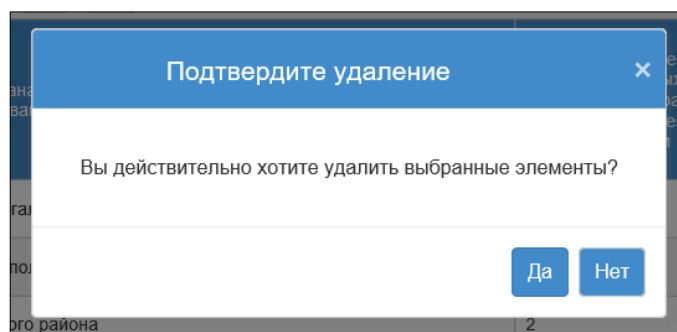 Подтвердите удаление ×
Вы действительно хотите удалить выбранные элементы?
Да Нет
ого района 2